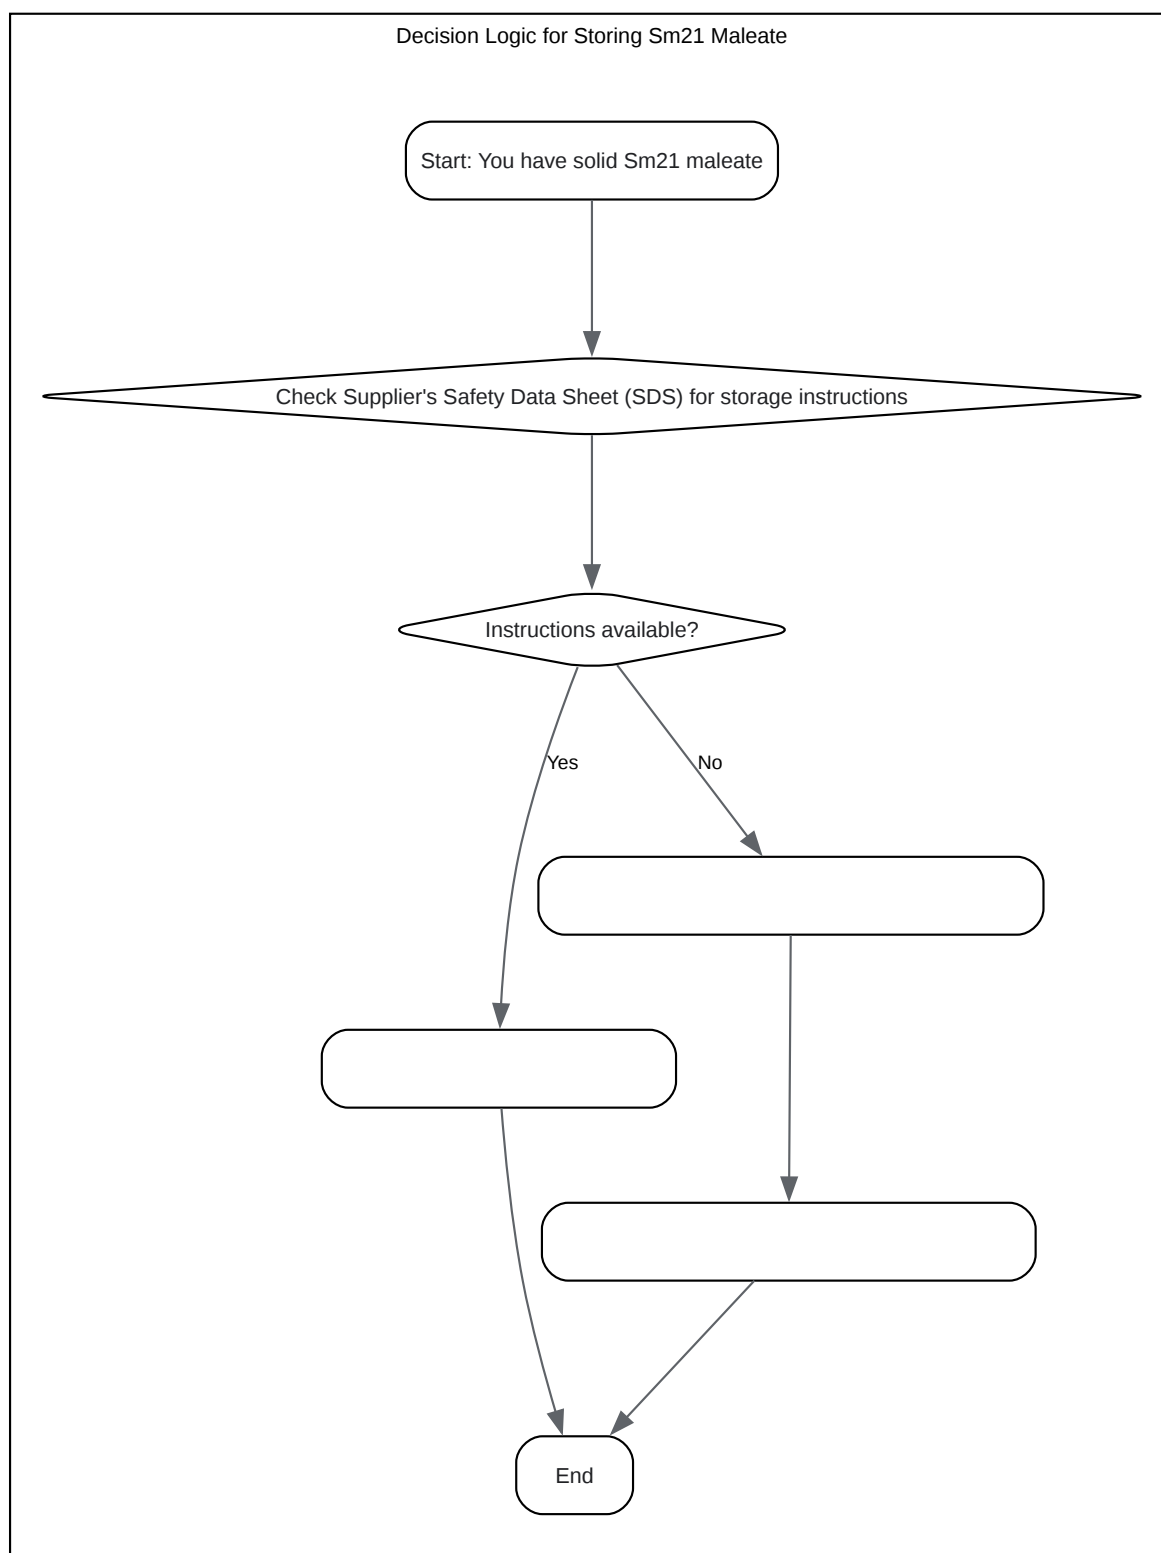 Decision Logic for Storing Sm21 Maleate
Start: You have solid Sm21 maleate
Check Supplier's Safety Data Sheet (SDS) for storage instructions
Instructions available?
Yes
No
End